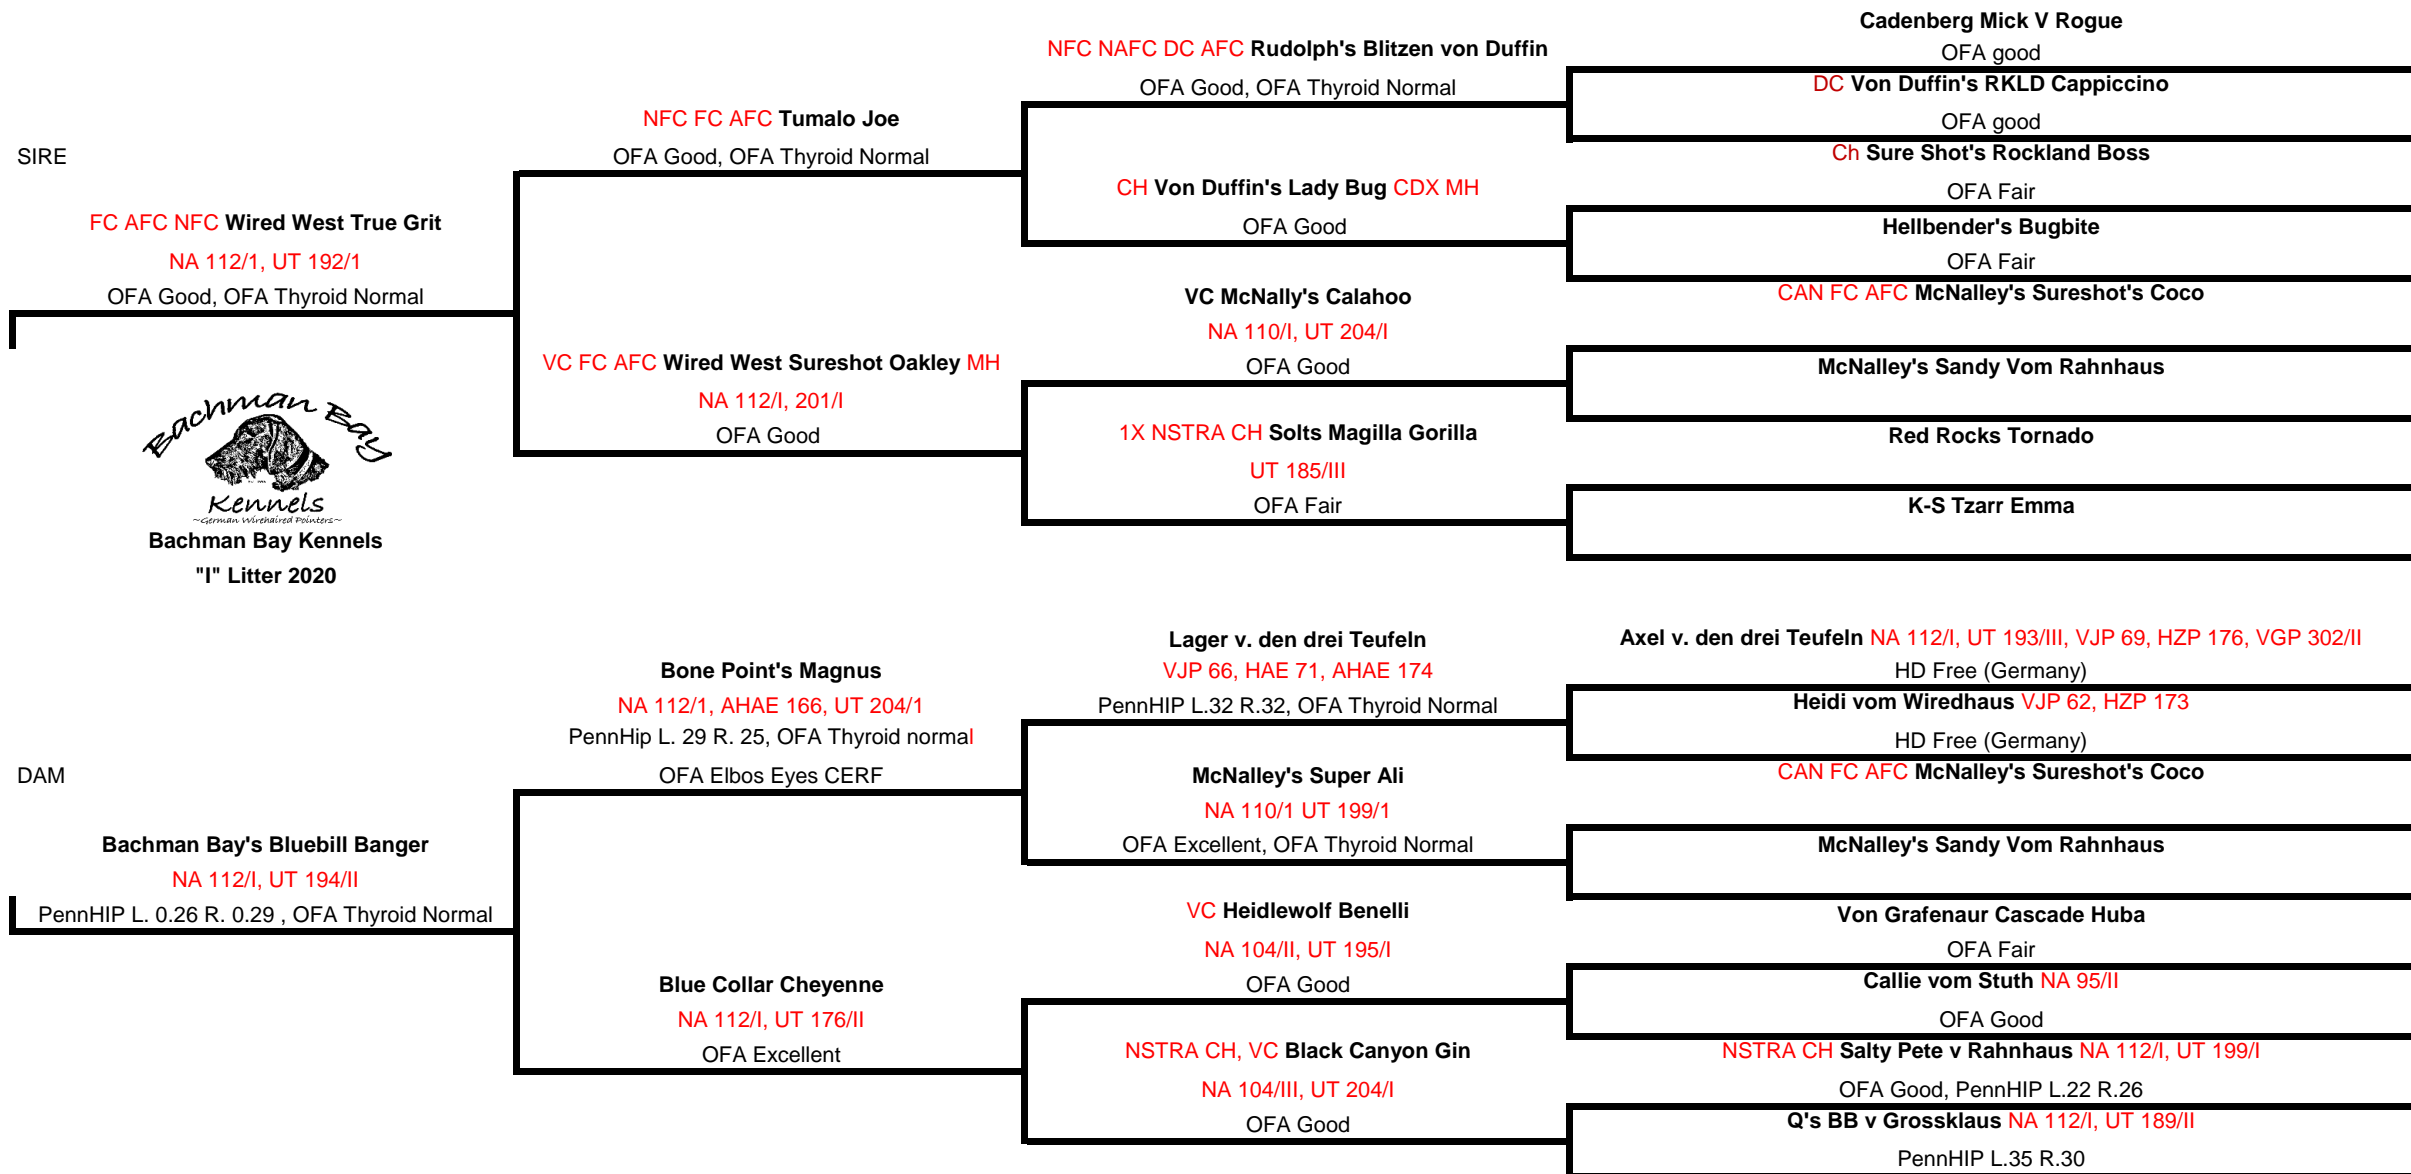 SIRE
FC AFC NFC Wired West True Grit
NA 112/1, UT 192/1
OFA Good, OFA Thyroid Normal
Bachman Bay
Kennels
~German Wirehaired Pointers~
Bachman Bay Kennels
"I" Litter 2020
NFC FC AFC Tumalo Joe
OFA Good, OFA Thyroid Normal
VC FC AFC Wired West Sureshot Oakley MH
NA 112/I, 201/I
OFA Good
NFC NAFC DC AFC Rudolph's Blitzen von Duffin
OFA Good, OFA Thyroid Normal
CH Von Duffin's Lady Bug CDX MH
OFA Good
VC McNally's Calahoo
NA 110/I, UT 204/I
OFA Good
1X NSTRA CH Solts Magilla Gorilla
UT 185/III
OFA Fair
Cadenberg Mick V Rogue
OFA good
DC Von Duffin's RKLD Cappiccino
OFA good
Ch Sure Shot's Rockland Boss
OFA Fair
Hellbender's Bugbite
OFA Fair
CAN FC AFC McNalley's Sureshot's Coco
McNalley's Sandy Vom Rahnhaus
Red Rocks Tornado
K-S Tzarr Emma
DAM
Bachman Bay's Bluebill Banger
NA 112/I, UT 194/II
PennHIP L. 0.26 R. 0.29 , OFA Thyroid Normal
Bone Point's Magnus
NA 112/1, AHAE 166, UT 204/1
PennHip L. 29 R. 25, OFA Thyroid normal
OFA Elbos Eyes CERF
Blue Collar Cheyenne
NA 112/I, UT 176/II
OFA Excellent
Lager v. den drei Teufeln
VJP 66, HAE 71, AHAE 174
PennHIP L.32 R.32, OFA Thyroid Normal
McNalley's Super Ali
NA 110/1 UT 199/1
OFA Excellent, OFA Thyroid Normal
VC Heidlewolf Benelli
NA 104/II, UT 195/I
OFA Good
NSTRA CH, VC Black Canyon Gin
NA 104/III, UT 204/I
OFA Good
Axel v. den drei Teufeln NA 112/I, UT 193/III, VJP 69, HZP 176, VGP 302/II
HD Free (Germany)
Heidi vom Wiredhaus VJP 62, HZP 173
HD Free (Germany)
CAN FC AFC McNalley's Sureshot's Coco
McNalley's Sandy Vom Rahnhaus
Von Grafenaur Cascade Huba
OFA Fair
Callie vom Stuth NA 95/II
OFA Good
NSTRA CH Salty Pete v Rahnhaus NA 112/I, UT 199/I
OFA Good, PennHIP L.22 R.26
Q's BB v Grossklaus NA 112/I, UT 189/II
PennHIP L.35 R.30